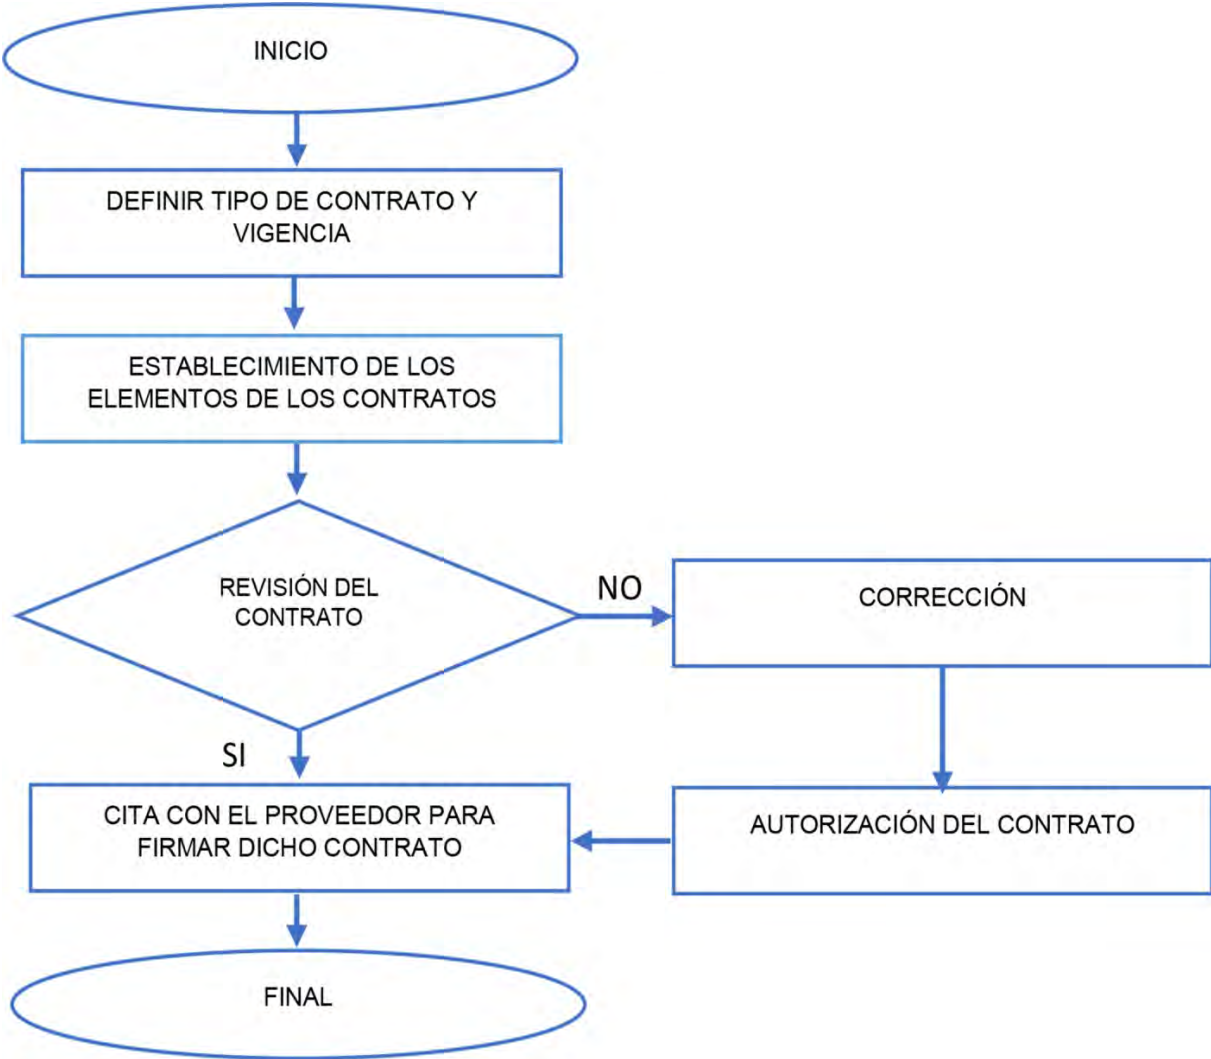 INICIO
DEFINIR TIPO DE CONTRATO Y
VIGENCIA
ESTABLECIMIENTO DE LOS
ELEMENTOS DE LOS CONTRATOS
REVISIÓN DEL
CONTRATO
NO
CORRECCIÓN
SI
CITA CON EL PROVEEDOR PARA
FIRMAR DICHO CONTRATO
AUTORIZACIÓN DEL CONTRATO
FINAL